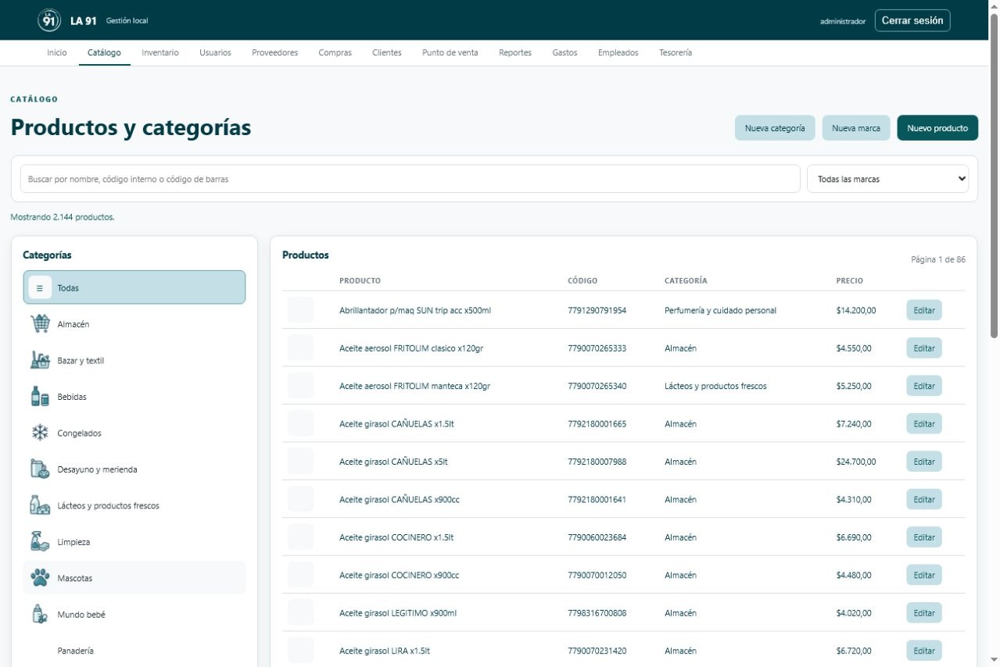 LA 91
LA 91 Gestión local administrador Cerrar sesión
Inicio Catálogo Inventario Usuarios Proveedores Compras Clientes Punto de venta Reportes Gastos Empleados Tesorería
CATÁLOGO
Productos y categorías
Nueva categoría Nueva marca Nuevo producto
Buscar por nombre, código interno o código de barras Todas las marcas
Mostrando 2.144 productos.
Categorías
Todas
Almacén
Bazar y textil
Bebidas
Congelados
Desayuno y merienda
Lácteos y productos frescos
Limpieza
Mascotas
Mundo bebé
Panadería
Productos Página 1 de 86
PRODUCTO CÓDIGO CATEGORÍA PRECIO
Abrillantador p/maq SUN trip acc x500ml 7791290791954 Perfumería y cuidado personal $14.200,00 Editar
Aceite aerosol FRITOLIM clasico x120gr 7790070265333 Almacén $4.550,00 Editar
Aceite aerosol FRITOLIM manteca x120gr 7790070265340 Lácteos y productos frescos $5.250,00 Editar
Aceite girasol CAÑUELAS x1.5lt 7792180001665 Almacén $7.240,00 Editar
Aceite girasol CAÑUELAS x5lt 7792180007988 Almacén $24.700,00 Editar
Aceite girasol CAÑUELAS x900cc 7792180001641 Almacén $4.310,00 Editar
Aceite girasol COCINERO x1.5lt 7790060023684 Almacén $6.690,00 Editar
Aceite girasol COCINERO x900cc 7790070012050 Almacén $4.480,00 Editar
Aceite girasol LEGITIMO x900ml 7798316700808 Almacén $4.020,00 Editar
Aceite girasol LIRA x1.5lt 7790070231420 Almacén $6.720,00 Editar